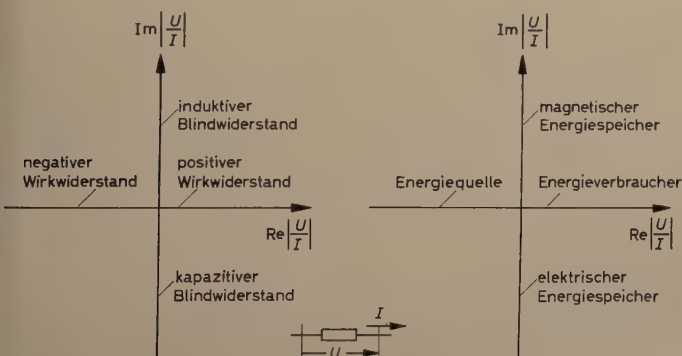 Im|U/I|
induktiver
Blindwiderstand
negativer
Wirkwiderstand
positiver
Wirkwiderstand
Re|U/I|
kapazitiver
Blindwiderstand
Im|U/I|
magnetischer
Energiespeicher
Energiequelle
Energieverbraucher
Re|U/I|
elektrischer
Energiespeicher
I
U